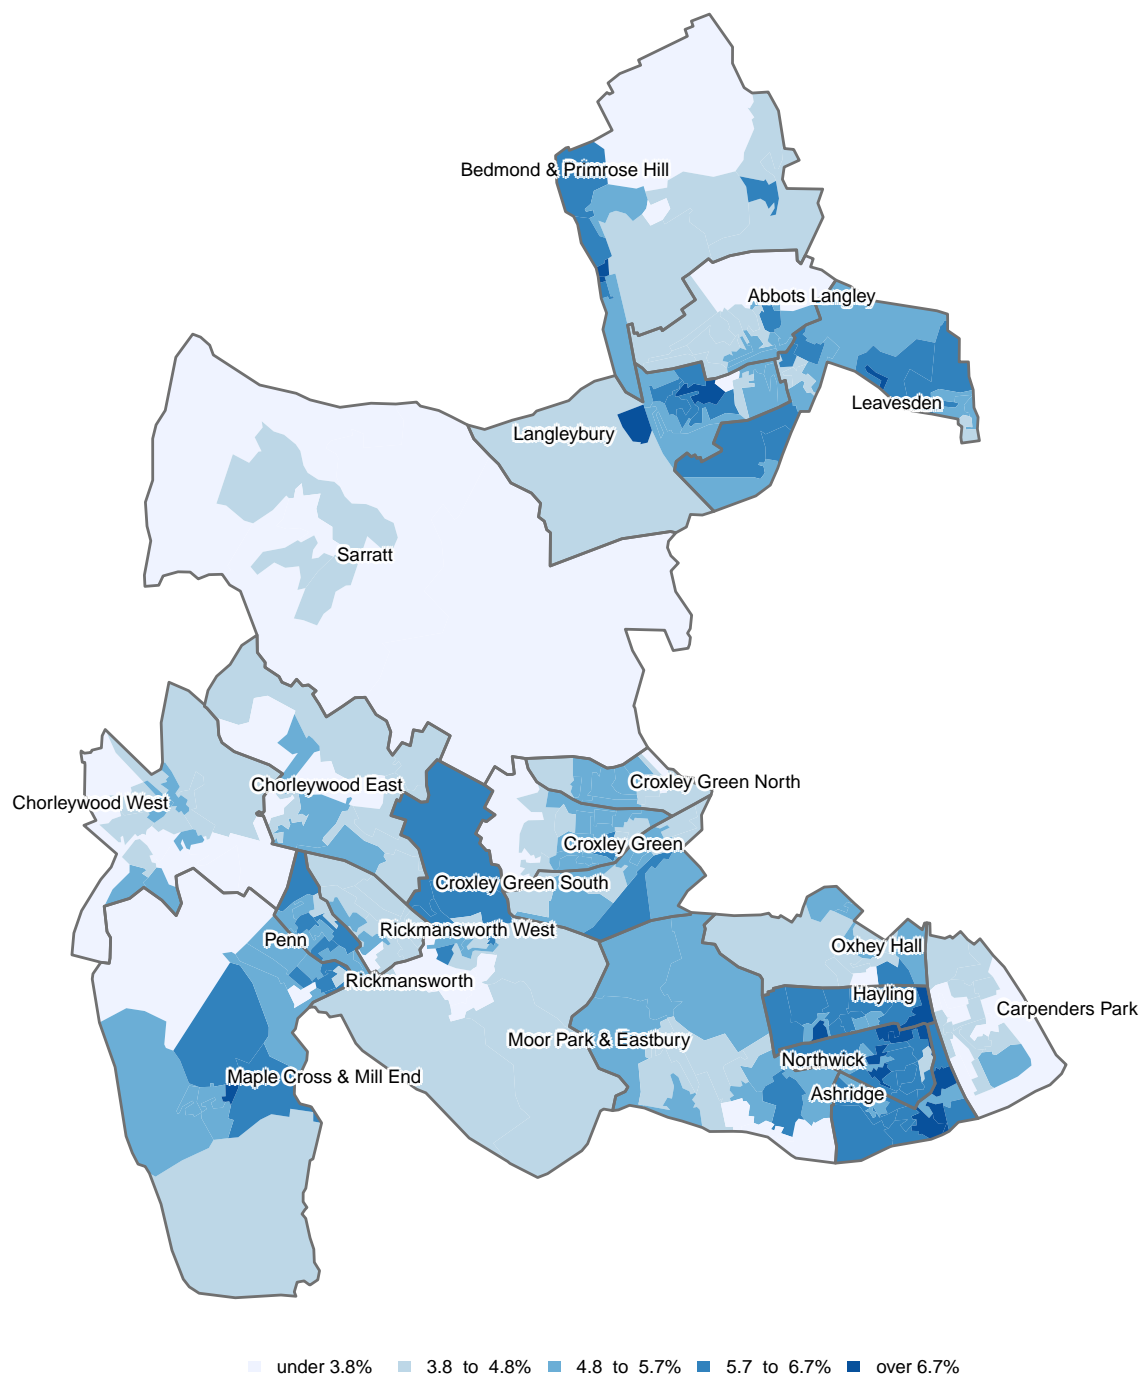 Bedmond & Primrose Hill
Abbots Langley
Leavesden
Langleybury
Sarratt
Croxley Green North
Chorleywood East
Chorleywood West
Croxley Green
Croxley Green South
Rickmansworth West
Penn
Oxhey Hall
Rickmansworth
Hayling
Carpenders Park
Moor Park & Eastbury
Northwick
Maple Cross & Mill End
Ashridge
under 3.8% 3.8 to 4.8% 4.8 to 5.7% 5.7 to 6.7% over 6.7%